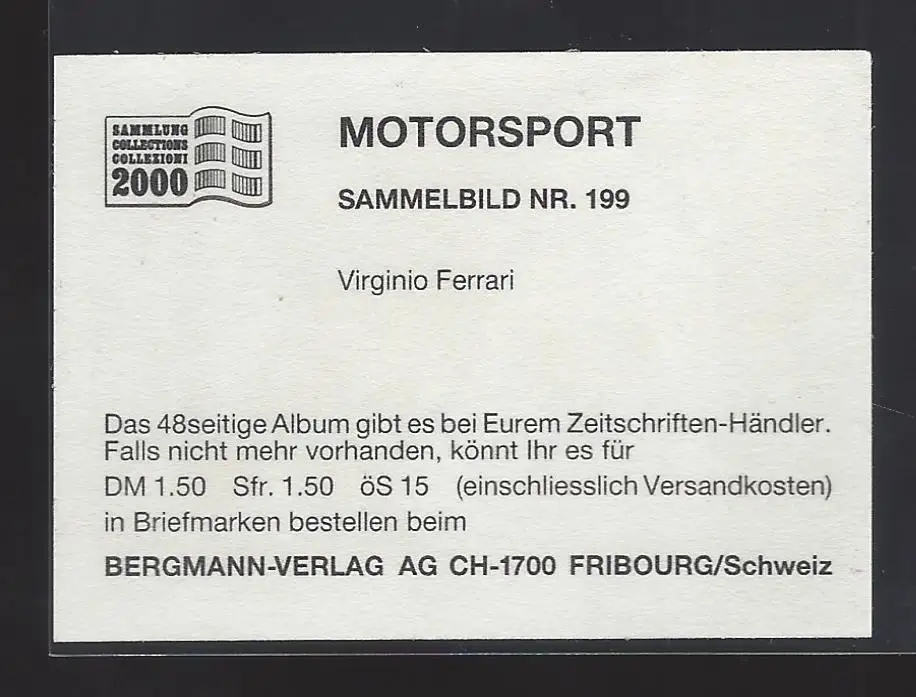 SAMMLUNG
COLLECTIONS
COLLEZIONI
2000
MOTORSPORT
SAMMELBILD NR. 199
Virginio Ferrari
Das 48seitige Album gibt es bei Eurem Zeitschriften-Händler.
Falls nicht mehr vorhanden, könnt Ihr es für
DM 1.50 Sfr. 1.50 öS 15 (einschliesslich Versandkosten)
in Briefmarken bestellen beim
BERGMANN-VERLAG AG CH-1700 FRIBOURG/Schweiz